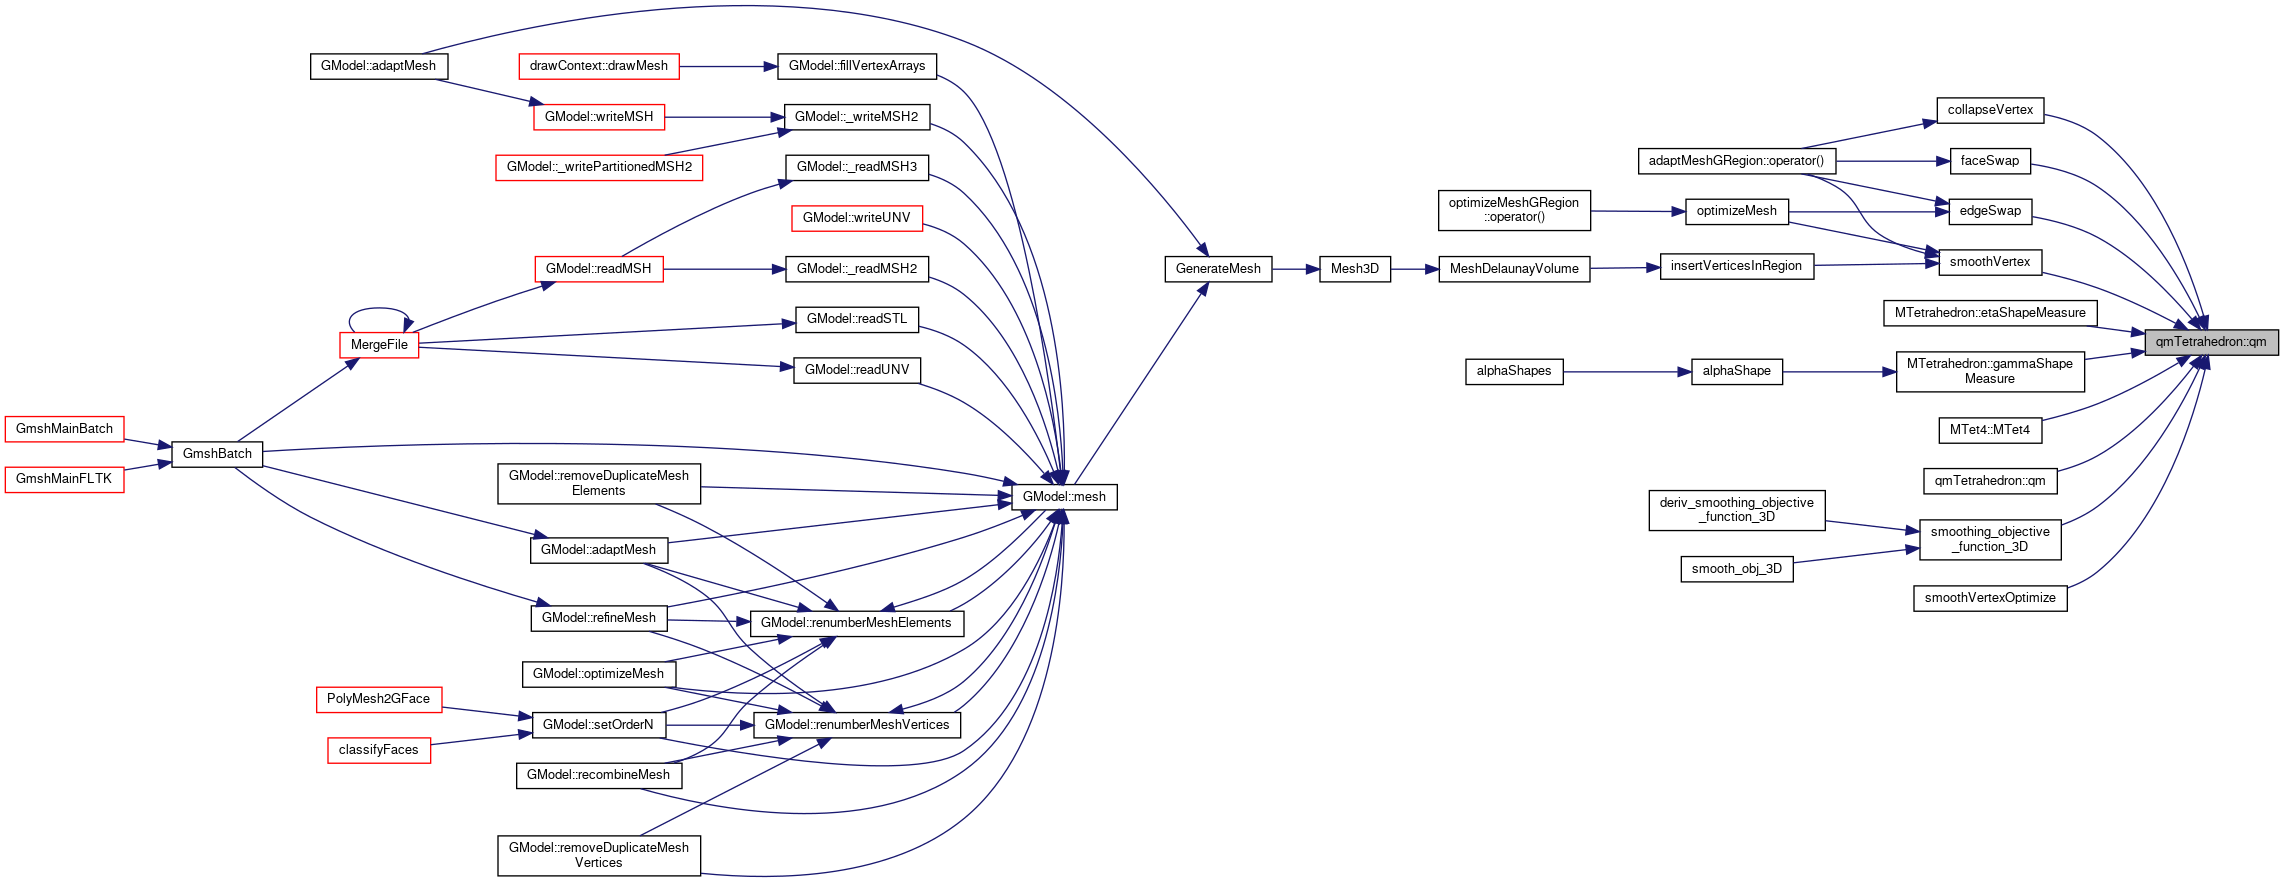 GModel::adaptMesh
drawContext::drawMesh
GModel::fillVertexArrays
GModel::writeMSH
GModel::_writeMSH2
GModel::_writePartitionedMSH2
GModel::_readMSH3
GModel::writeUNV
GModel::readMSH
GModel::_readMSH2
GModel::readSTL
MergeFile
GModel::readUNV
GmshMainBatch
GmshBatch
GmshMainFLTK
GModel::removeDuplicateMesh
Elements
GModel::mesh
GModel::adaptMesh
GModel::refineMesh
GModel::renumberMeshElements
GModel::optimizeMesh
PolyMesh2GFace
GModel::setOrderN
GModel::renumberMeshVertices
classifyFaces
GModel::recombineMesh
GModel::removeDuplicateMesh
Vertices
GenerateMesh
Mesh3D
MeshDelaunayVolume
optimizeMeshGRegion
::operator()
adaptMeshGRegion::operator()
optimizeMesh
insertVerticesInRegion
collapseVertex
faceSwap
edgeSwap
smoothVertex
MTetrahedron::etaShapeMeasure
qmTetrahedron::qm
alphaShapes
alphaShape
MTetrahedron::gammaShape
Measure
MTet4::MTet4
qmTetrahedron::qm
deriv_smoothing_objective
_function_3D
smoothing_objective
_function_3D
smooth_obj_3D
smoothVertexOptimize